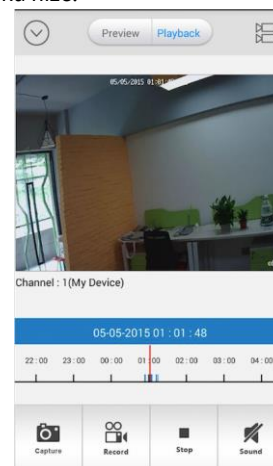 Preview Playback
05/05/2015 01:01
Channel : 1(My Device)
05-05-2015 01 : 01 : 48
22:00 23:00 00:00 01:00 02:00 03:00 04:00
Capture Record Stop Sound